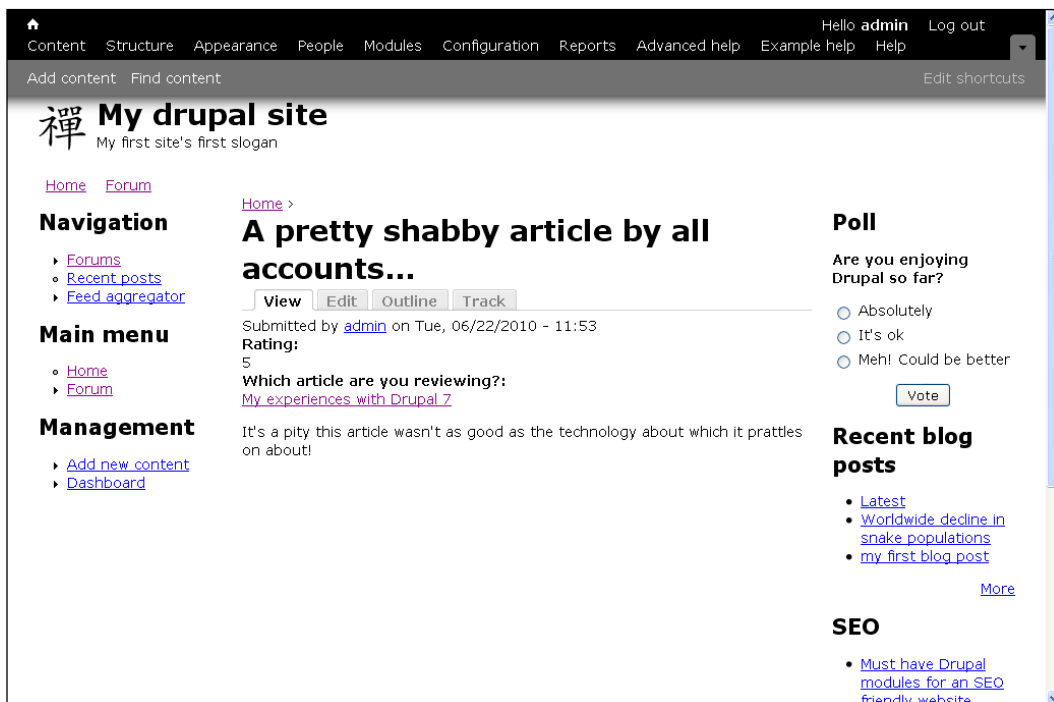 Hello admin Log out
Content Structure Appearance People Modules Configuration Reports Advanced help Example help Help
Add content Find content Edit shortcuts
禪 My drupal site
My first site's first slogan
Home Forum
Navigation
Forums
Recent posts
Feed aggregator
Main menu
Home
Forum
Management
Add new content
Dashboard
Home >
A pretty shabby article by all
accounts...
View Edit Outline Track
Submitted by admin on Tue, 06/22/2010 - 11:53
Rating:
5
Which article are you reviewing?:
My experiences with Drupal 7
It's a pity this article wasn't as good as the technology about which it prattles
on about!
Poll
Are you enjoying
Drupal so far?
Absolutely
It's ok
Meh! Could be better
Vote
Recent blog
posts
Latest
Worldwide decline in
snake populations
my first blog post
More
SEO
Must have Drupal
modules for an SEO
friendly website